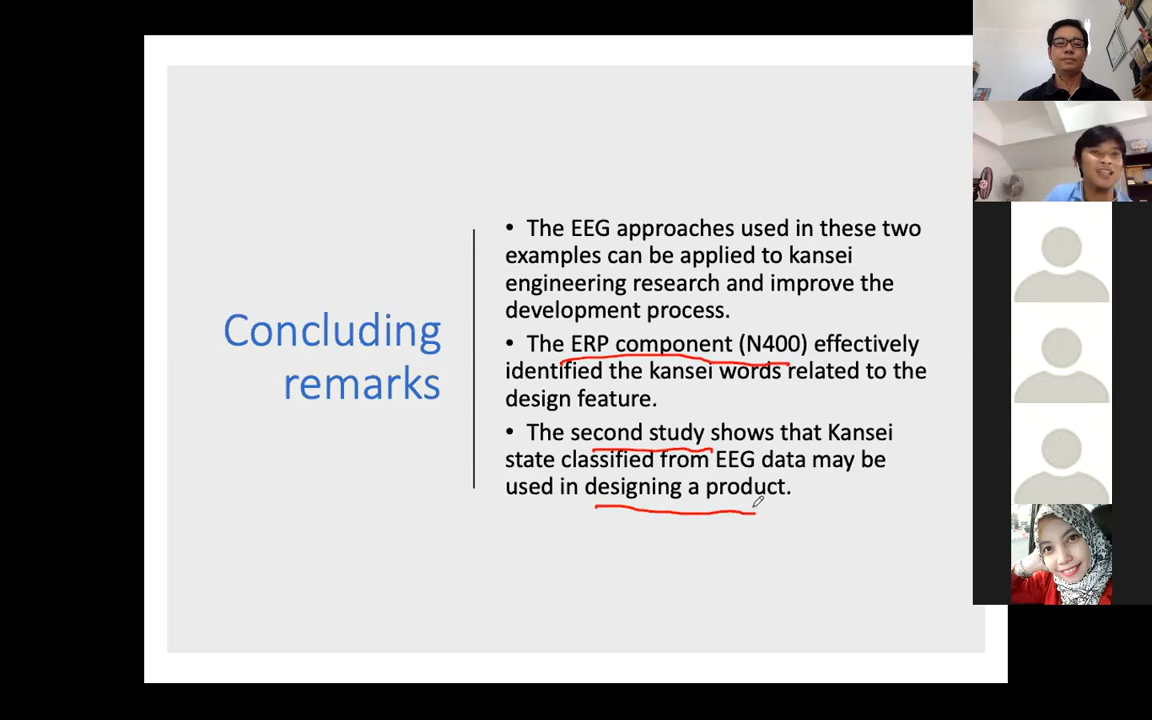 Concluding
remarks
• The EEG approaches used in these two
examples can be applied to kansei
engineering research and improve the
development process.
• The ERP component (N400) effectively
identified the kansei words related to the
design feature.
• The second study shows that Kansei
state classified from EEG data may be
used in designing a product.